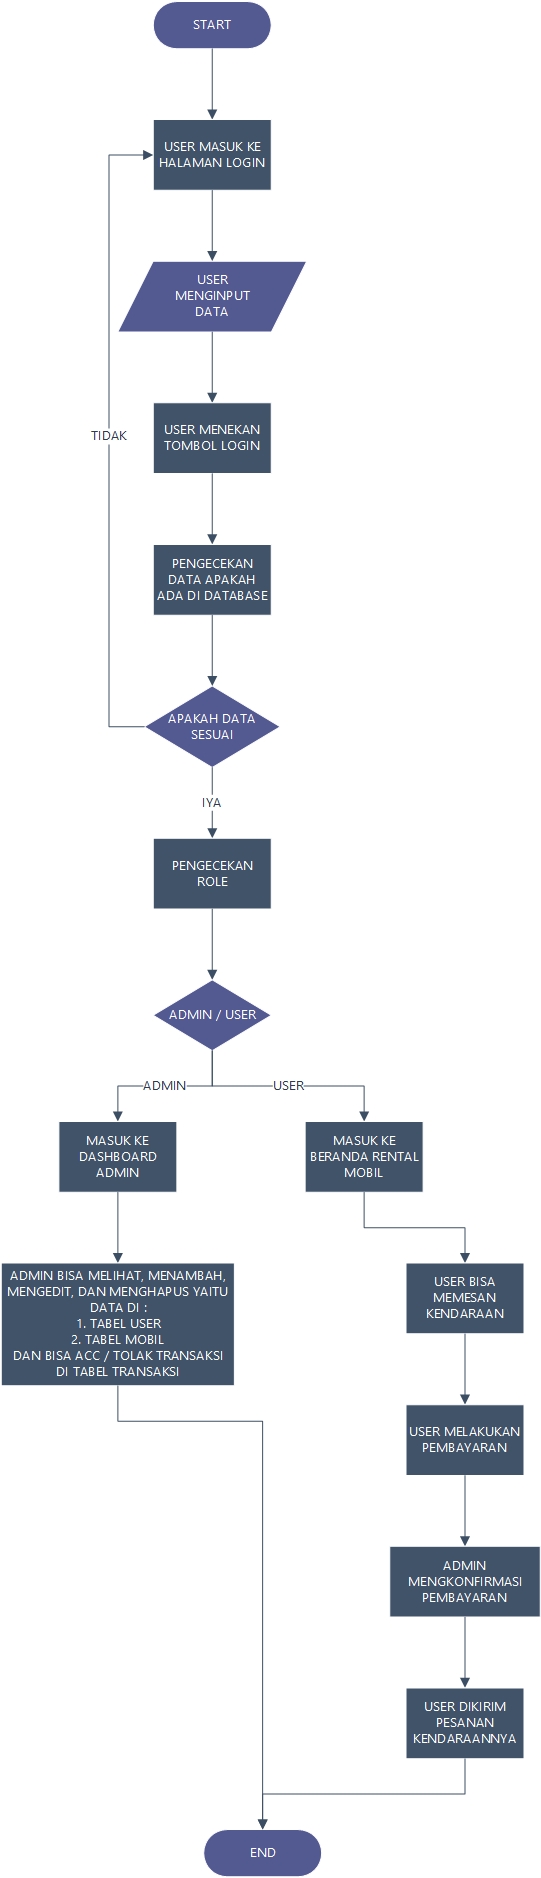 START
USER MASUK KE
HALAMAN LOGIN
USER
MENGINPUT
DATA
USER MENEKAN
TOMBOL LOGIN
TIDAK
PENGECEKAN
DATA APAKAH
ADA DI DATABASE
APAKAH DATA
SESUAI
IYA
PENGECEKAN
ROLE
ADMIN / USER
ADMIN
USER
MASUK KE
DASHBOARD
ADMIN
MASUK KE
BERANDA RENTAL
MOBIL
ADMIN BISA MELIHAT, MENAMBAH,
MENGEDIT, DAN MENGHAPUS YAITU
DATA DI :
1. TABEL USER
2. TABEL MOBIL
DAN BISA ACC / TOLAK TRANSAKSI
DI TABEL TRANSAKSI
USER BISA
MEMESAN
KENDARAAN
USER MELAKUKAN
PEMBAYARAN
ADMIN
MENGKONFIRMASI
PEMBAYARAN
USER DIKIRIM
PESANAN
KENDARAANNYA
END